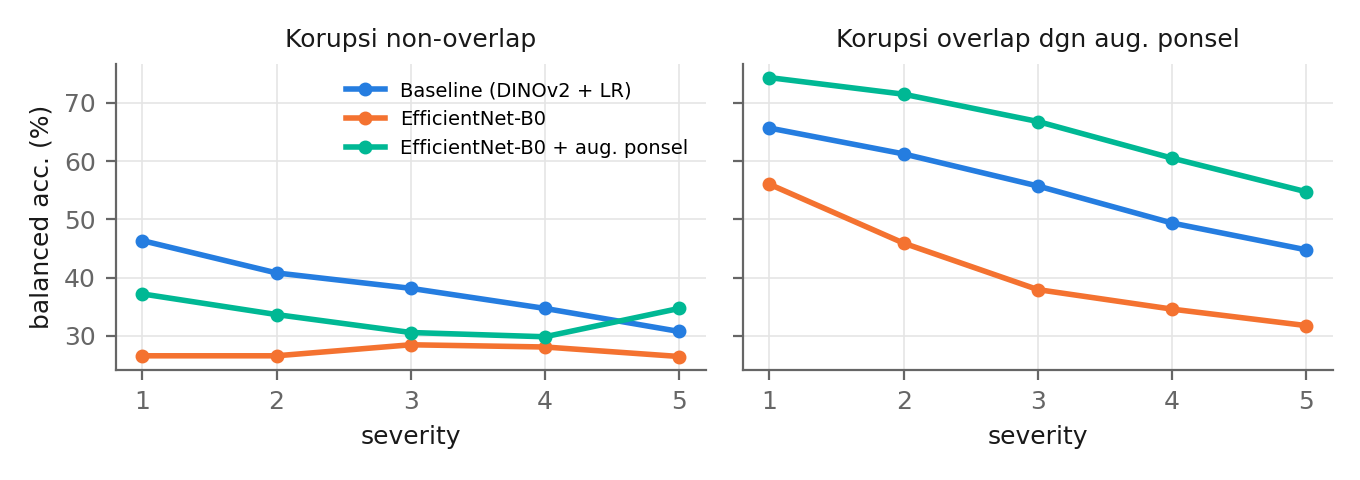 Korupsi non-overlap
Korupsi overlap dgn aug. ponsel
balanced acc. (%)
70
60
50
40
30
Baseline (DINOv2 + LR)
EfficientNet-B0
EfficientNet-B0 + aug. ponsel
1 2 3 4 5
1 2 3 4 5
severity
severity